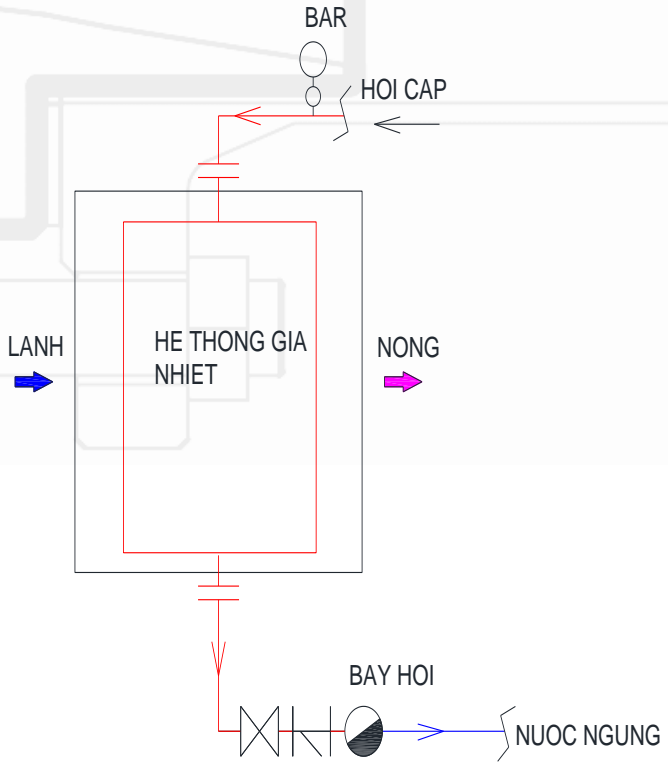 BAR
HOI CAP
LANH
HE THONG GIA
NHIET
NONG
BAY HOI
NUOC NGUNG